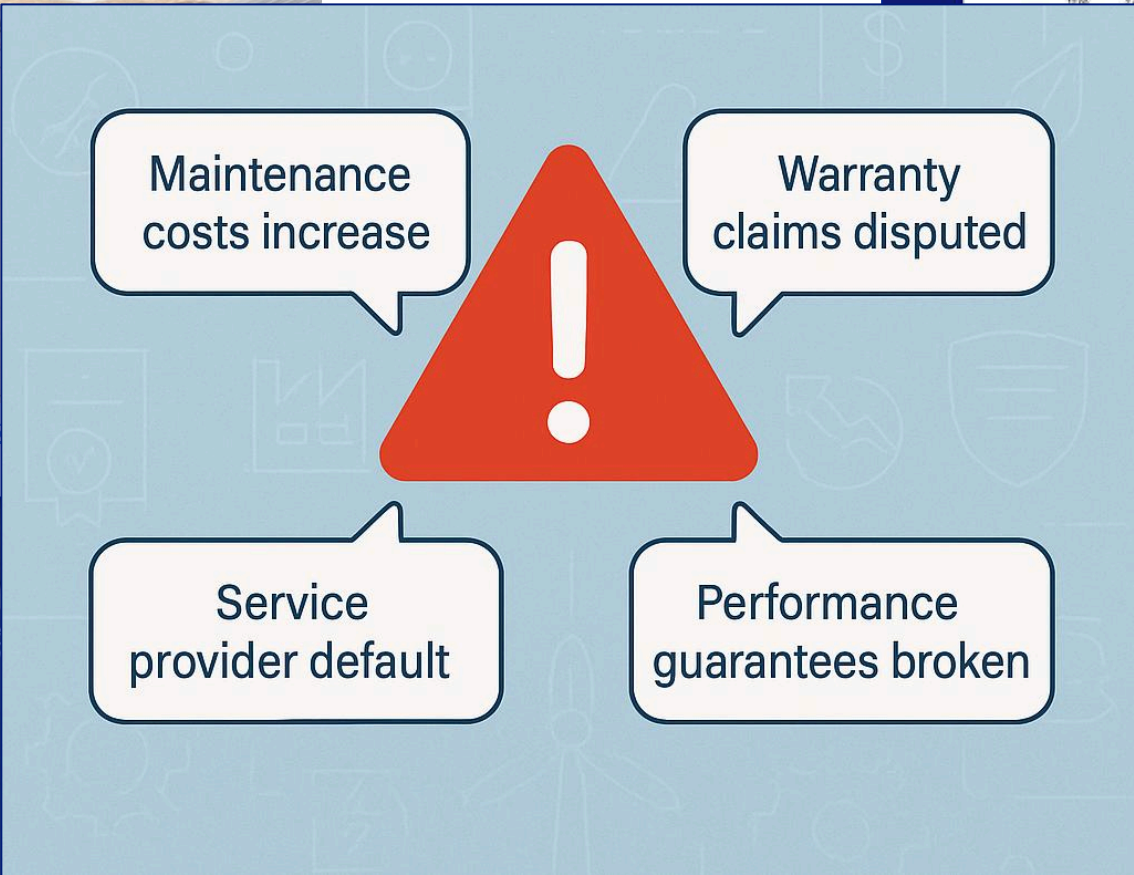 Maintenance
costs increase
Warranty
claims disputed
Service
provider default
Performance
guarantees broken